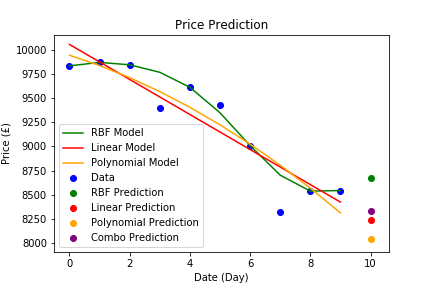 Price Prediction
10000
9750
9500
9250
9000
8750
8500
8250
8000
Price (£)
RBF Model
Linear Model
Polynomial Model
Data
RBF Prediction
Linear Prediction
Polynomial Prediction
Combo Prediction
0 2 4 6 8 10
Date (Day)